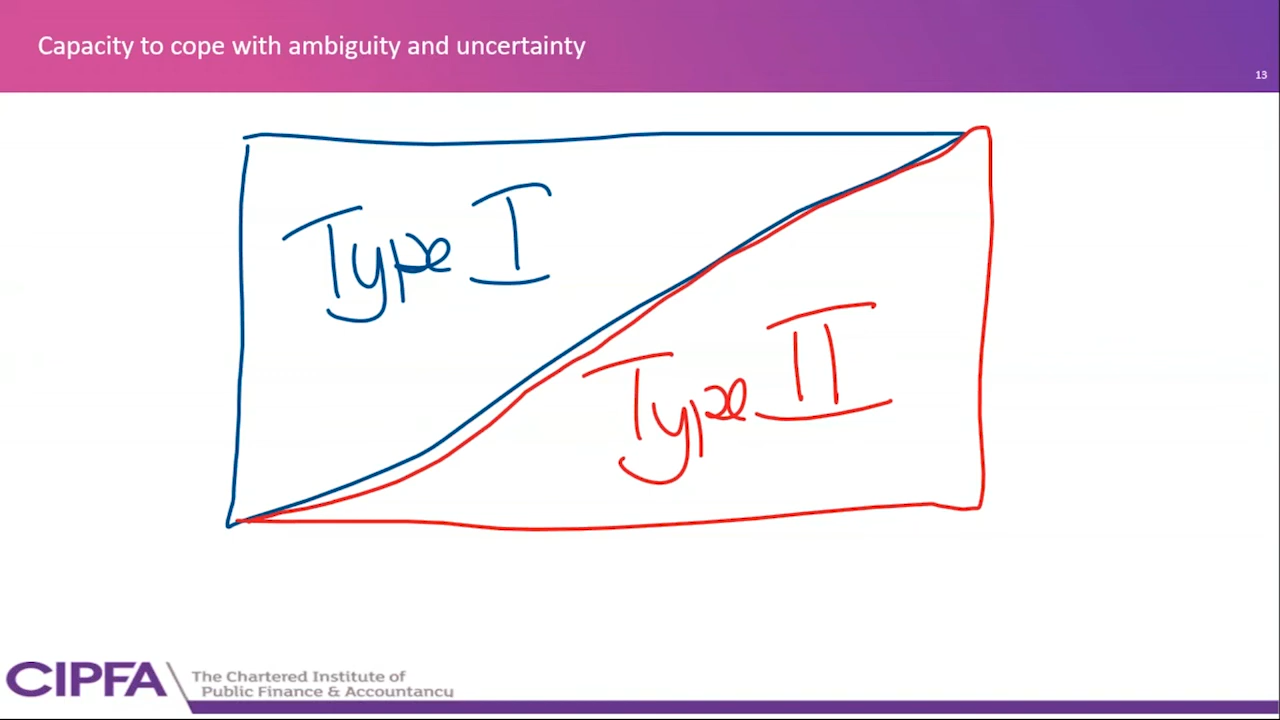 Capacity to cope with ambiguity and uncertainty
13
Type I
Type II
CIPFA
The Chartered Institute of
Public Finance & Accountancy